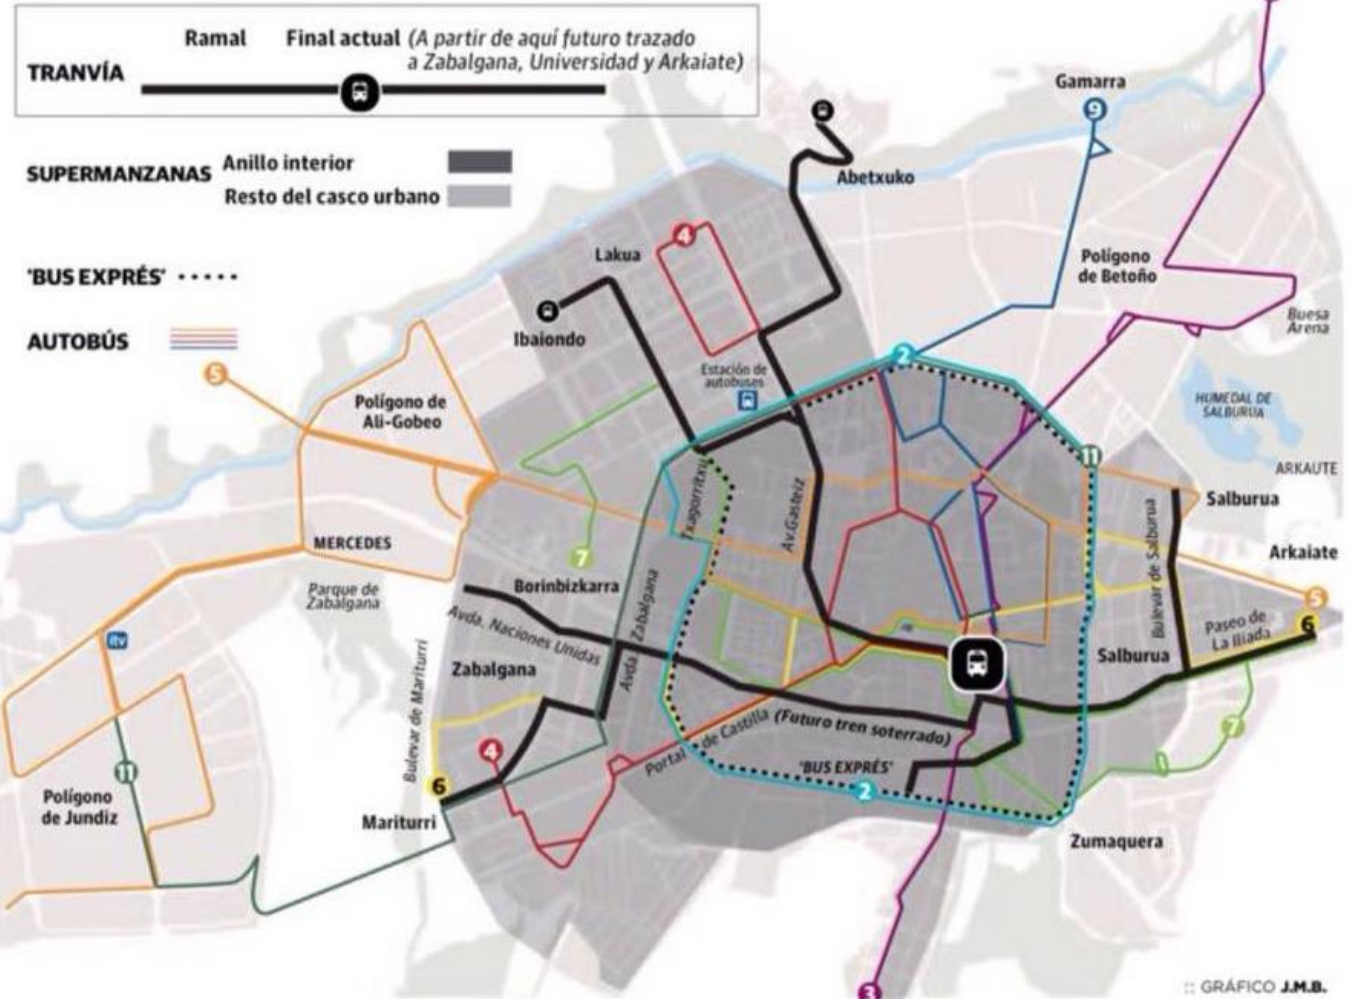 Ramal
Final actual (A partir de aquí futuro trazado
a Zabalgana, Universidad y Arkaiate)
TRANVÍA
SUPERMANZANAS
Anillo interior
Resto del casco urbano
'BUS EXPRÉS'
AUTOBÚS
Gamarra
9
Abetxuko
4
Lakua
Polígono
de Betoño
Ibaiondo
Buesa
Arena
2
Estación de
autobuses
5
Polígono de
Ali-Gobeo
HUMEDAL DE
SALBURUA
11
ARKAUTE
Txagorritxu
Av.Gasteiz
Bulevar de Salburua
Salburua
MERCEDES
Arkaiate
7
Parque de
Zabalgana
Borinbizkarra
5
Avda. Naciones Unidas
Avda Zabalgana
Paseo de
La Iliada
6
itv
Zabalgana
Salburua
Bulevar de Mariturri
Portal de Castilla
(Futuro tren soterrado)
7
4
11
6
'BUS EXPRÉS'
2
Polígono
de Jundiz
Mariturri
Zumaquera
3
:: GRÁFICO J.M.B.